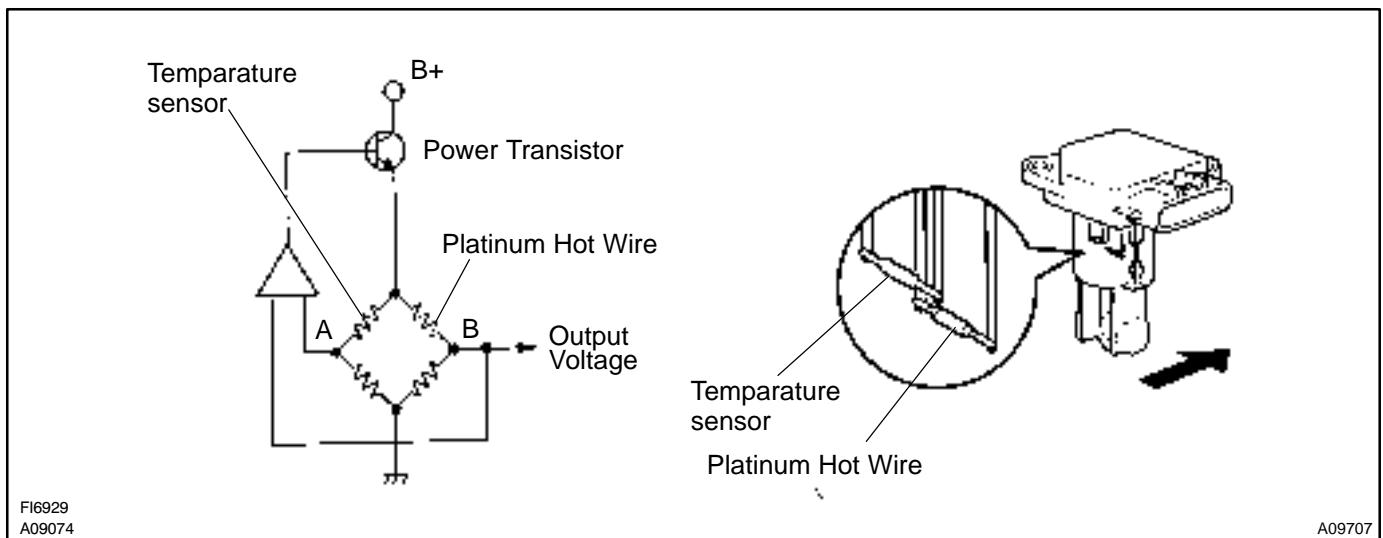 Temparature
sensor
B+
Power Transistor
Platinum Hot Wire
A
B
Output
Voltage
Temparature
sensor
Platinum Hot Wire
FI6929
A09074
A09707